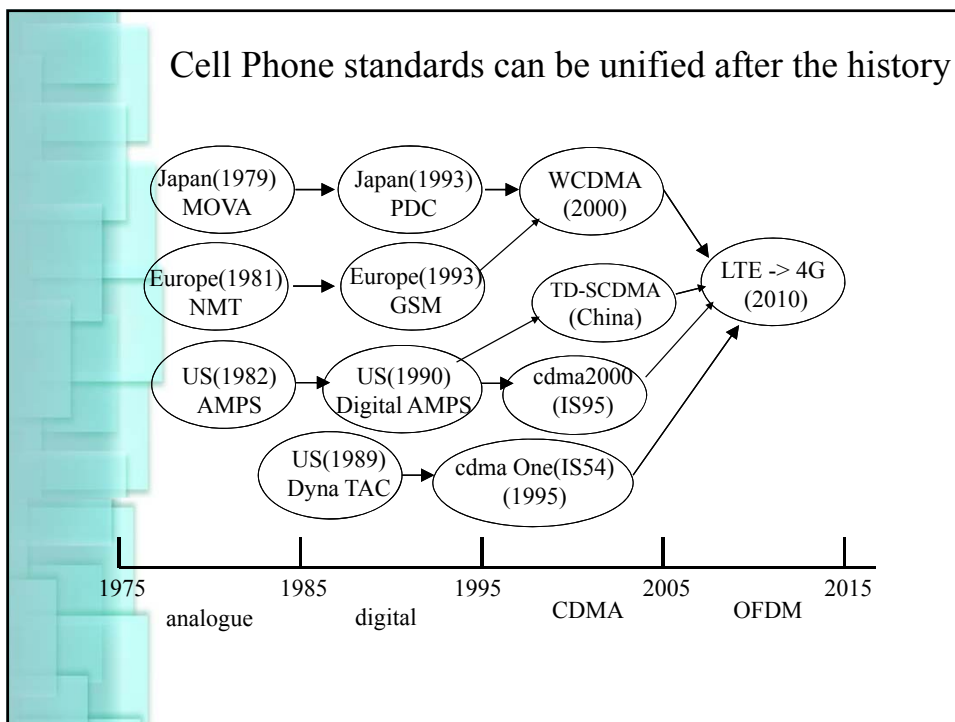 Cell Phone standards can be unified after the history
Japan(1979)
MOVA
Japan(1993)
PDC
WCDMA
(2000)
Europe(1981)
NMT
Europe(1993)
GSM
TD-SCDMA
(China)
LTE -> 4G
(2010)
US(1982)
AMPS
US(1990)
Digital AMPS
cdma2000
(IS95)
US(1989)
Dyna TAC
cdma One(IS54)
(1995)
1975
1985
1995
2005
2015
analogue
digital
CDMA
OFDM